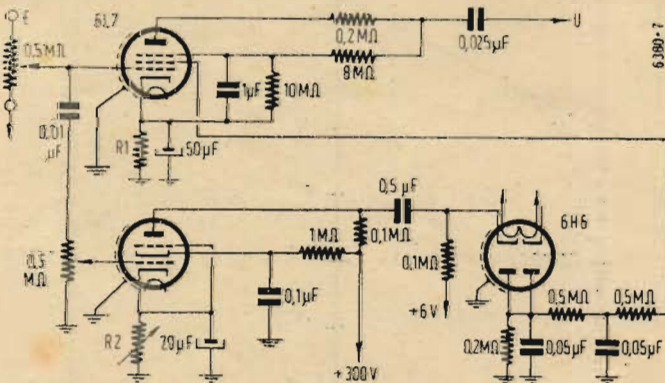 E
6L7
0,5MΩ
0,2MΩ
8MΩ
0,025µF
U
6380-7
0,01
µF
1µF
10MΩ
R1
50µF
0,5µF
6H6
0,5
MΩ
1MΩ
0,1MΩ
0,1MΩ
+6V
0,1µF
R2
20µF
+300V
0,2MΩ
0,5MΩ
0,5MΩ
0,05µF
0,05µF